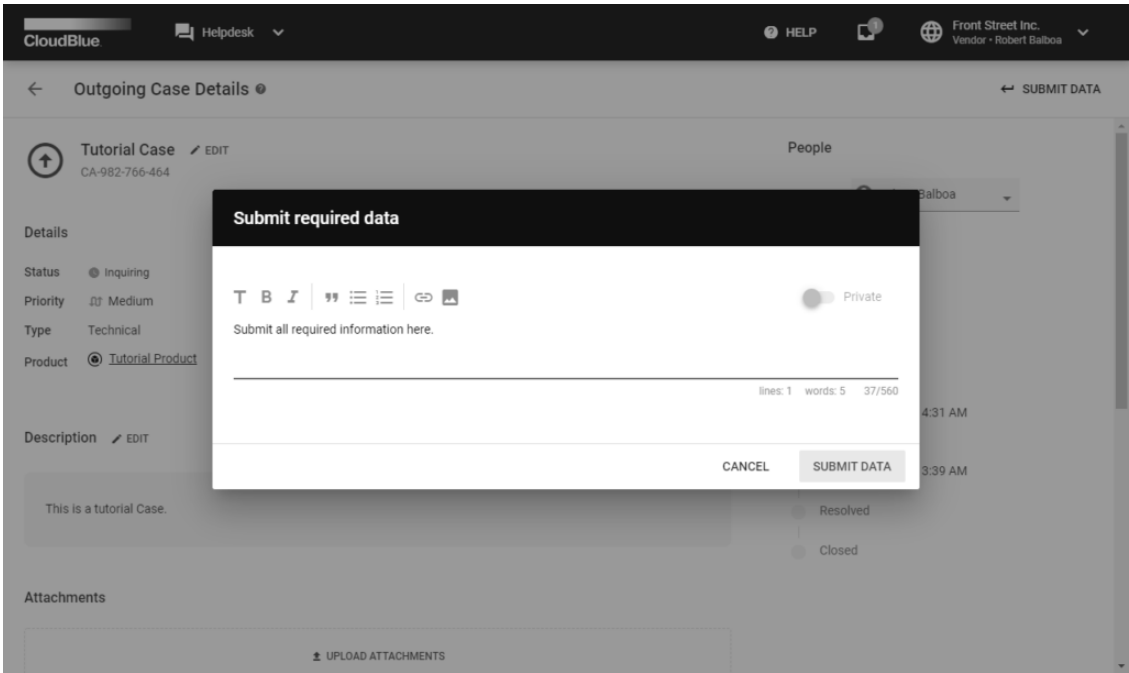 CloudBlue
Helpdesk
HELP
1
Front Street Inc.
Vendor • Robert Balboa
Outgoing Case Details
SUBMIT DATA
Tutorial Case EDIT
CA-982-766-464
People
Balboa
Submit required data
Details
Status Inquiring
Priority Medium
Type Technical
Product Tutorial Product
T B I
Private
Submit all required information here.
lines: 1 words: 5 37/560
4:31 AM
Description EDIT
CANCEL SUBMIT DATA
3:39 AM
This is a tutorial Case.
Resolved
Closed
Attachments
UPLOAD ATTACHMENTS